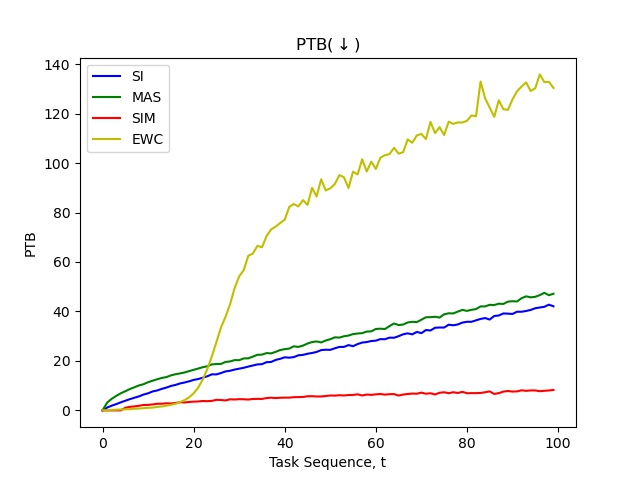 PTB( ↓ )
140
120
100
80
60
40
20
0
PTB
SI
MAS
SIM
EWC
0 20 40 60 80 100
Task Sequence, t